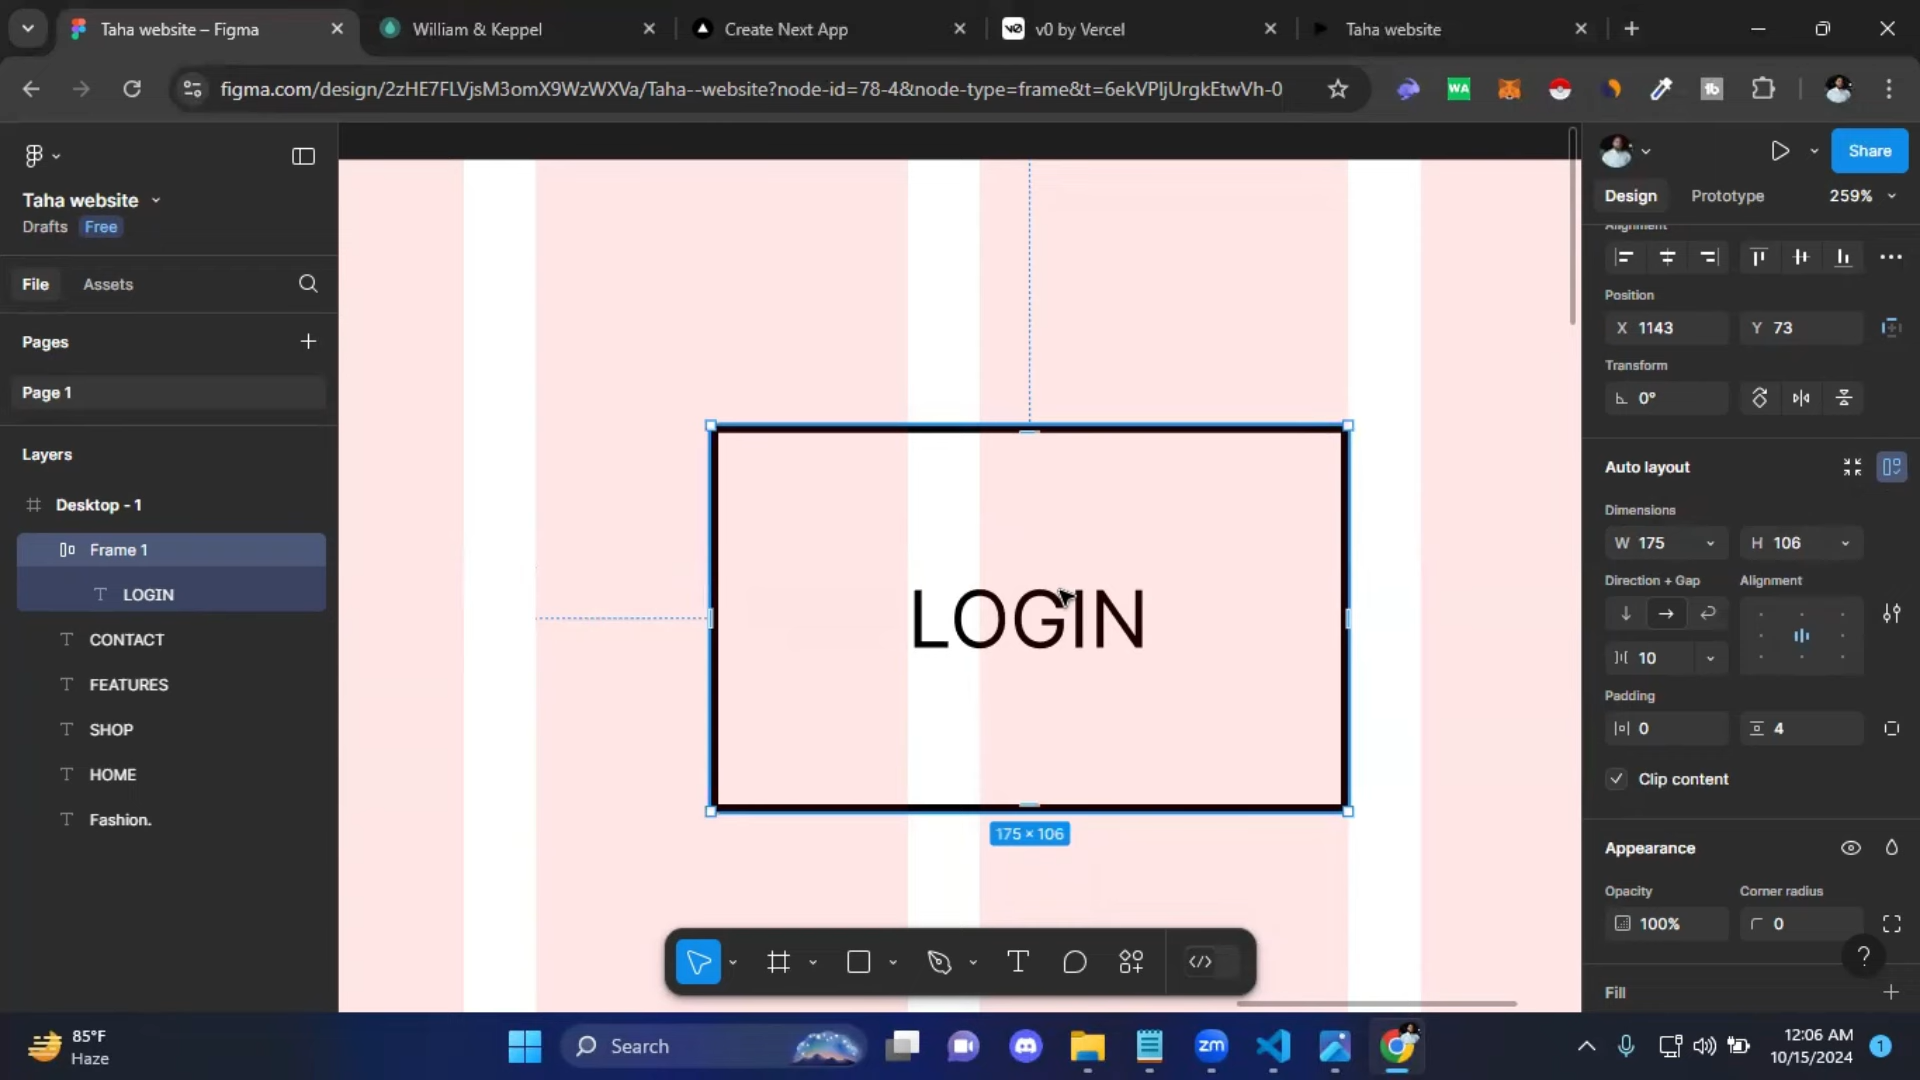 Taha website – Figma
William & Keppel
Create Next App
v0 by Vercel
Taha website
figma.com/design/2zHE7FLVjsM3omX9WzWXVa/Taha--website?node-id=78-4&node-type=frame&t=6ekVPljUrgkEtwVh-0
WA
Taha website
Drafts Free
File Assets
Pages
Page 1
Layers
Desktop - 1
Frame 1
LOGIN
CONTACT
FEATURES
SHOP
HOME
Fashion.
LOGIN
175 × 106
Share
Design Prototype 259%
Alignment
Position
X 1143 Y 73
Transform
0°
Auto layout
Dimensions
W 175 H 106
Direction + Gap Alignment
10
Padding
0 4
Clip content
Appearance
Opacity Corner radius
100% 0
?
Fill
85°F
Haze
Search
zm
12:06 AM
10/15/2024
1